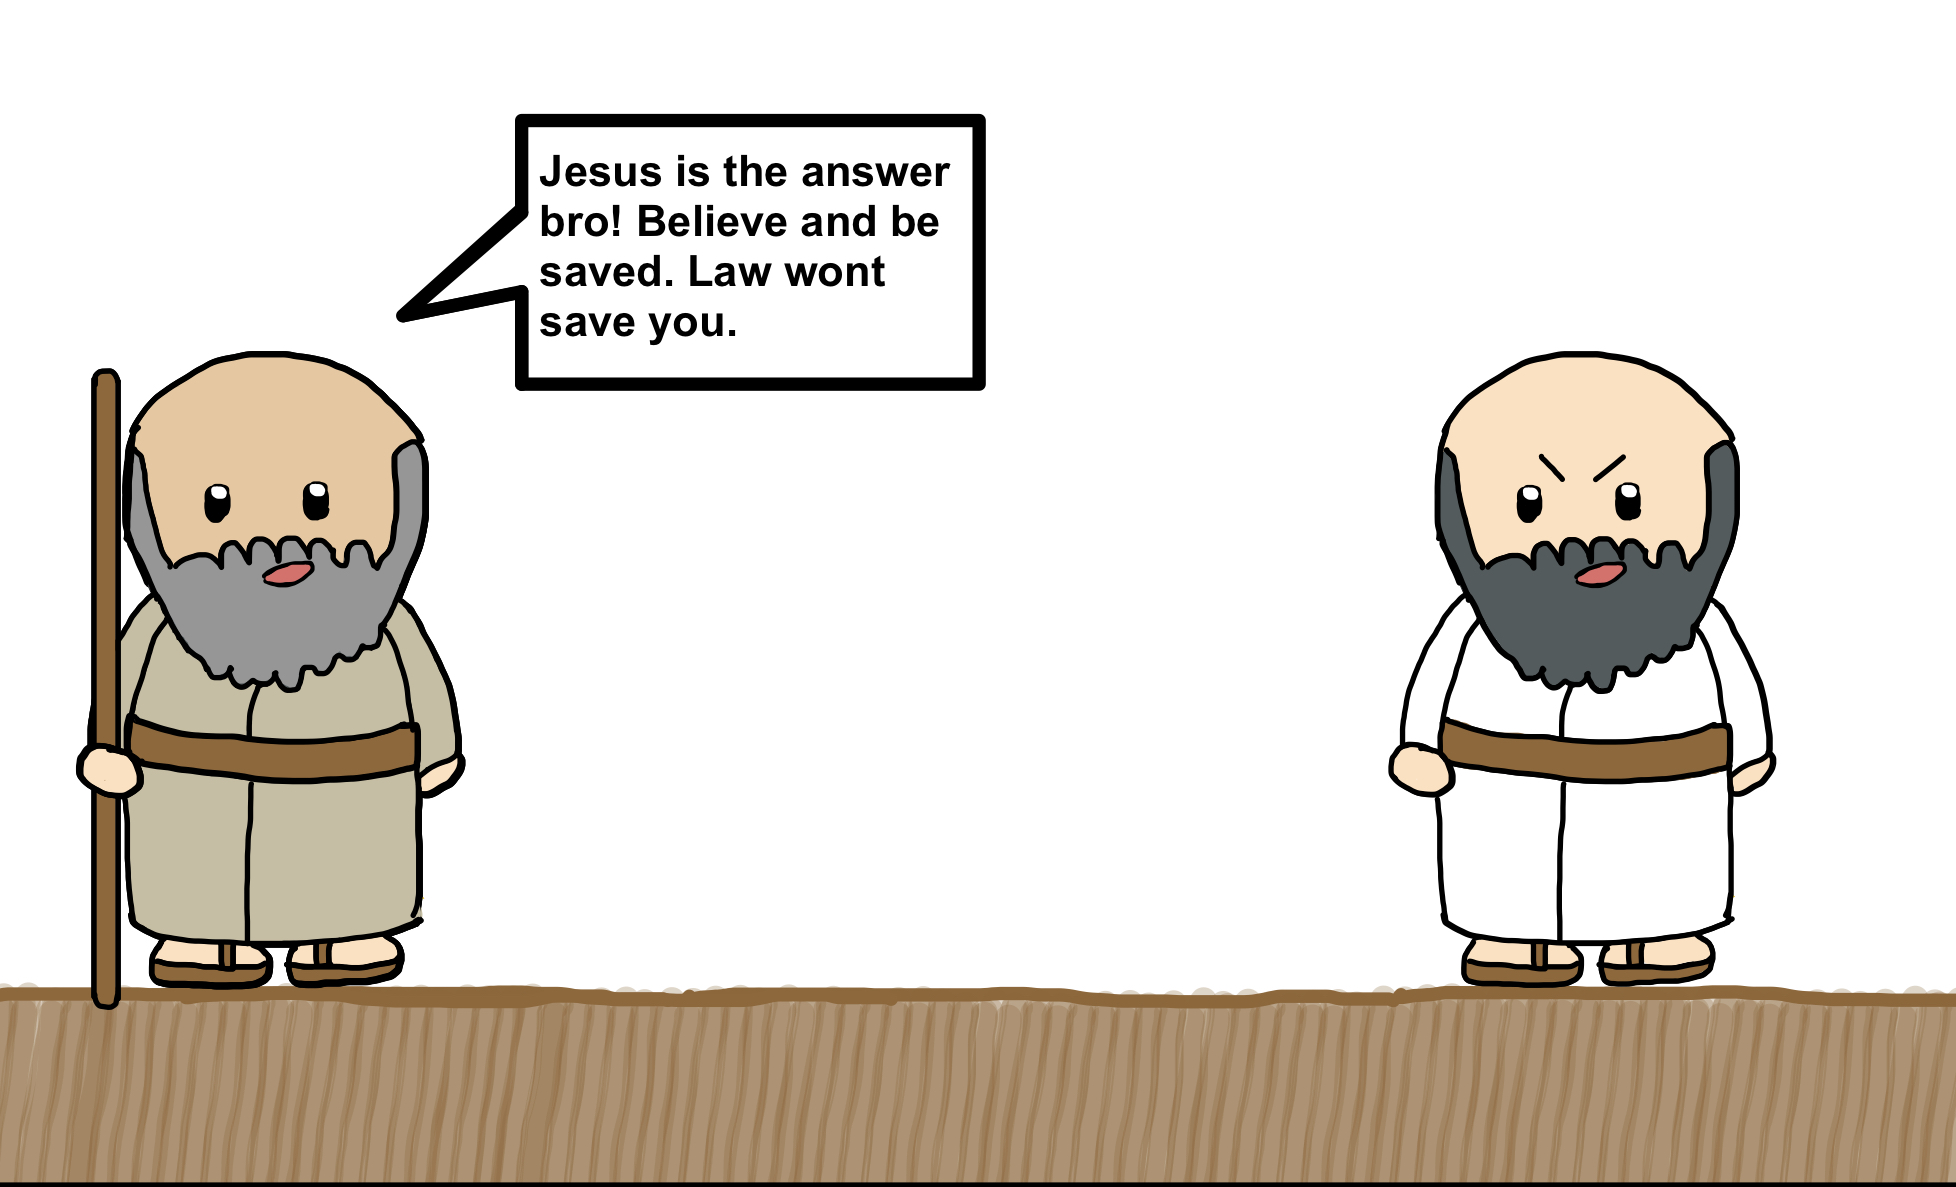 Jesus is the answer
bro! Believe and be
saved. Law wont
save you.